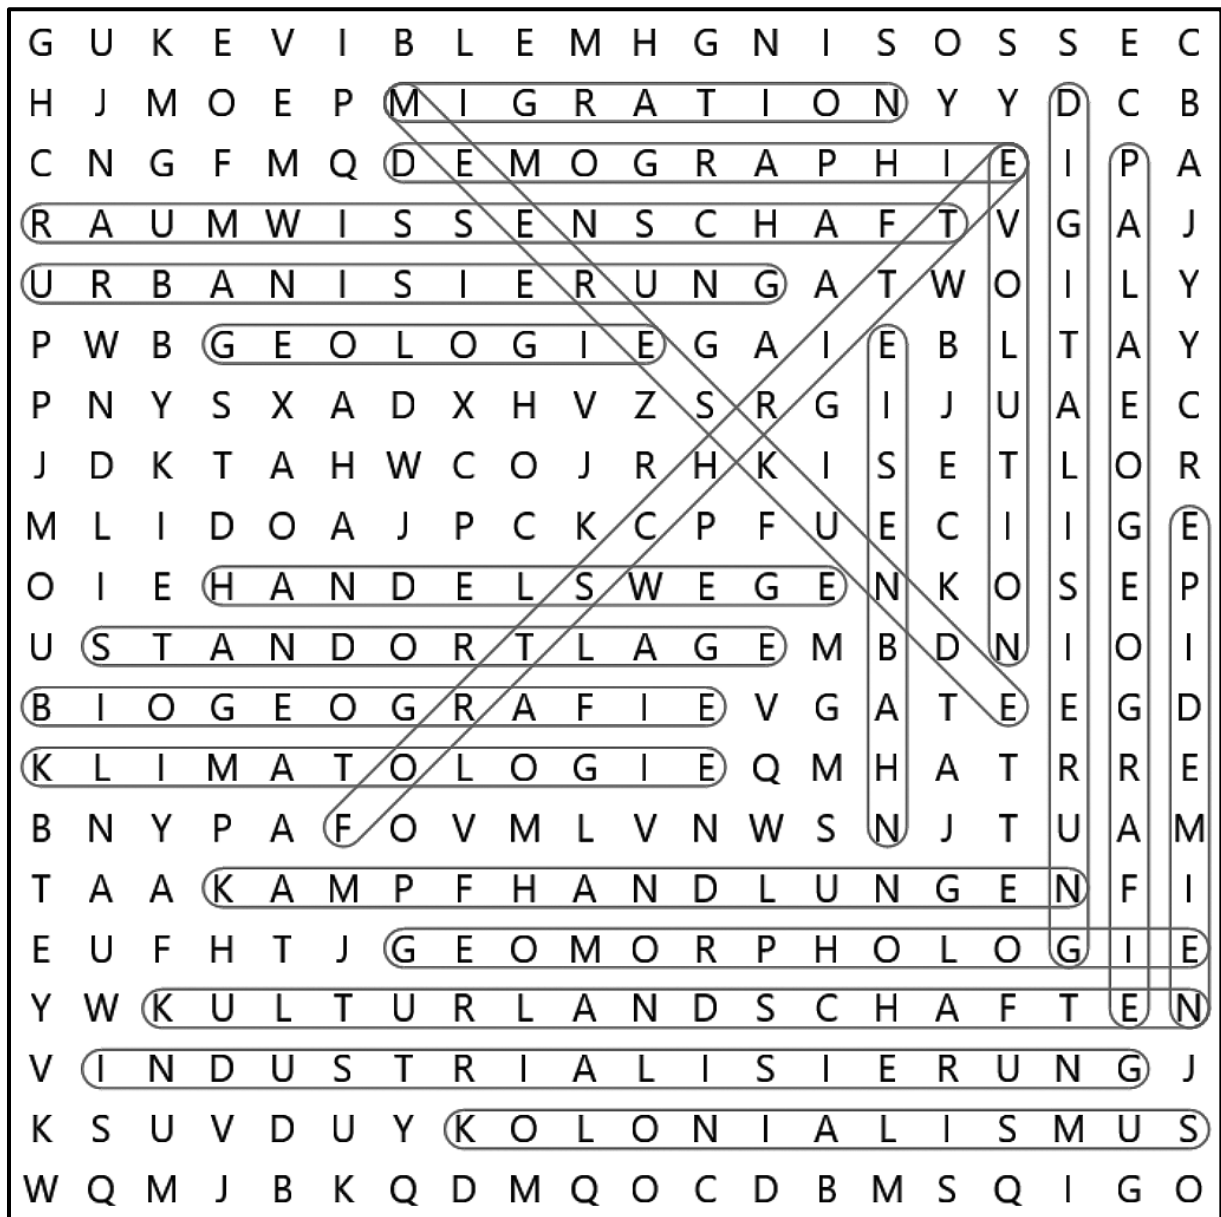 G U K E V I B L E M H G N I S O S S E C
H J M O E P M I G R A T I O N Y Y D C B
C N G F M Q D E M O G R A P H I E I P A
R A U M W I S S E N S C H A F T V G A J
U R B A N I S I E R U N G A T W O I L Y
P W B G E O L O G I E G A I E B L T A Y
P N Y S X A D X H V Z S R G I J U A E C
J D K T A H W C O J R H K I S E T L O R
M L I D O A J P C K C P F U E C I I G E
O I E H A N D E L S W E G E N K O S E P
U S T A N D O R T L A G E M B D N I O I
B I O G E O G R A F I E V G A T E E G D
K L I M A T O L O G I E Q M H A T R R E
B N Y P A F O V M L V N W S N J T U A M
T A A K A M P F H A N D L U N G E N F I
E U F H T J G E O M O R P H O L O G I E
Y W K U L T U R L A N D S C H A F T E N
V I N D U S T R I A L I S I E R U N G J
K S U V D U Y K O L O N I A L I S M U S
W Q M J B K Q D M Q O C D B M S Q I G O